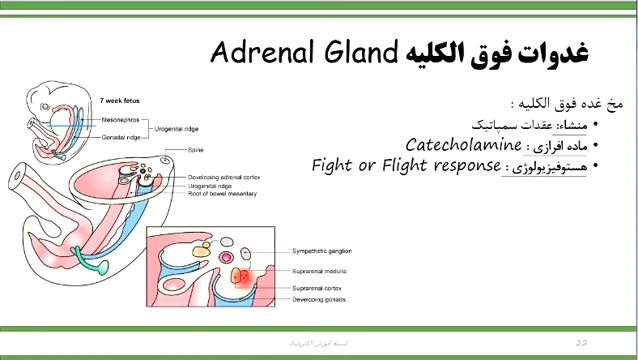 غدوات فوق الکلیه Adrenal Gland
مخ غده فوق الکلیه :
• منشاء: عقدات سمپاتیک
• ماده افرازی : Catecholamine
• هستوفیزیولوژی : Fight or Flight response
7 week fetus
Mesonephros
Urogenital ridge
Gonadal ridge
Spine
Developing adrenal cortex
Urogenital ridge
Root of bowel mesentary
Sympathetic ganglion
Suprarenal medulla
Suprarenal cortex
Developing gonads
22